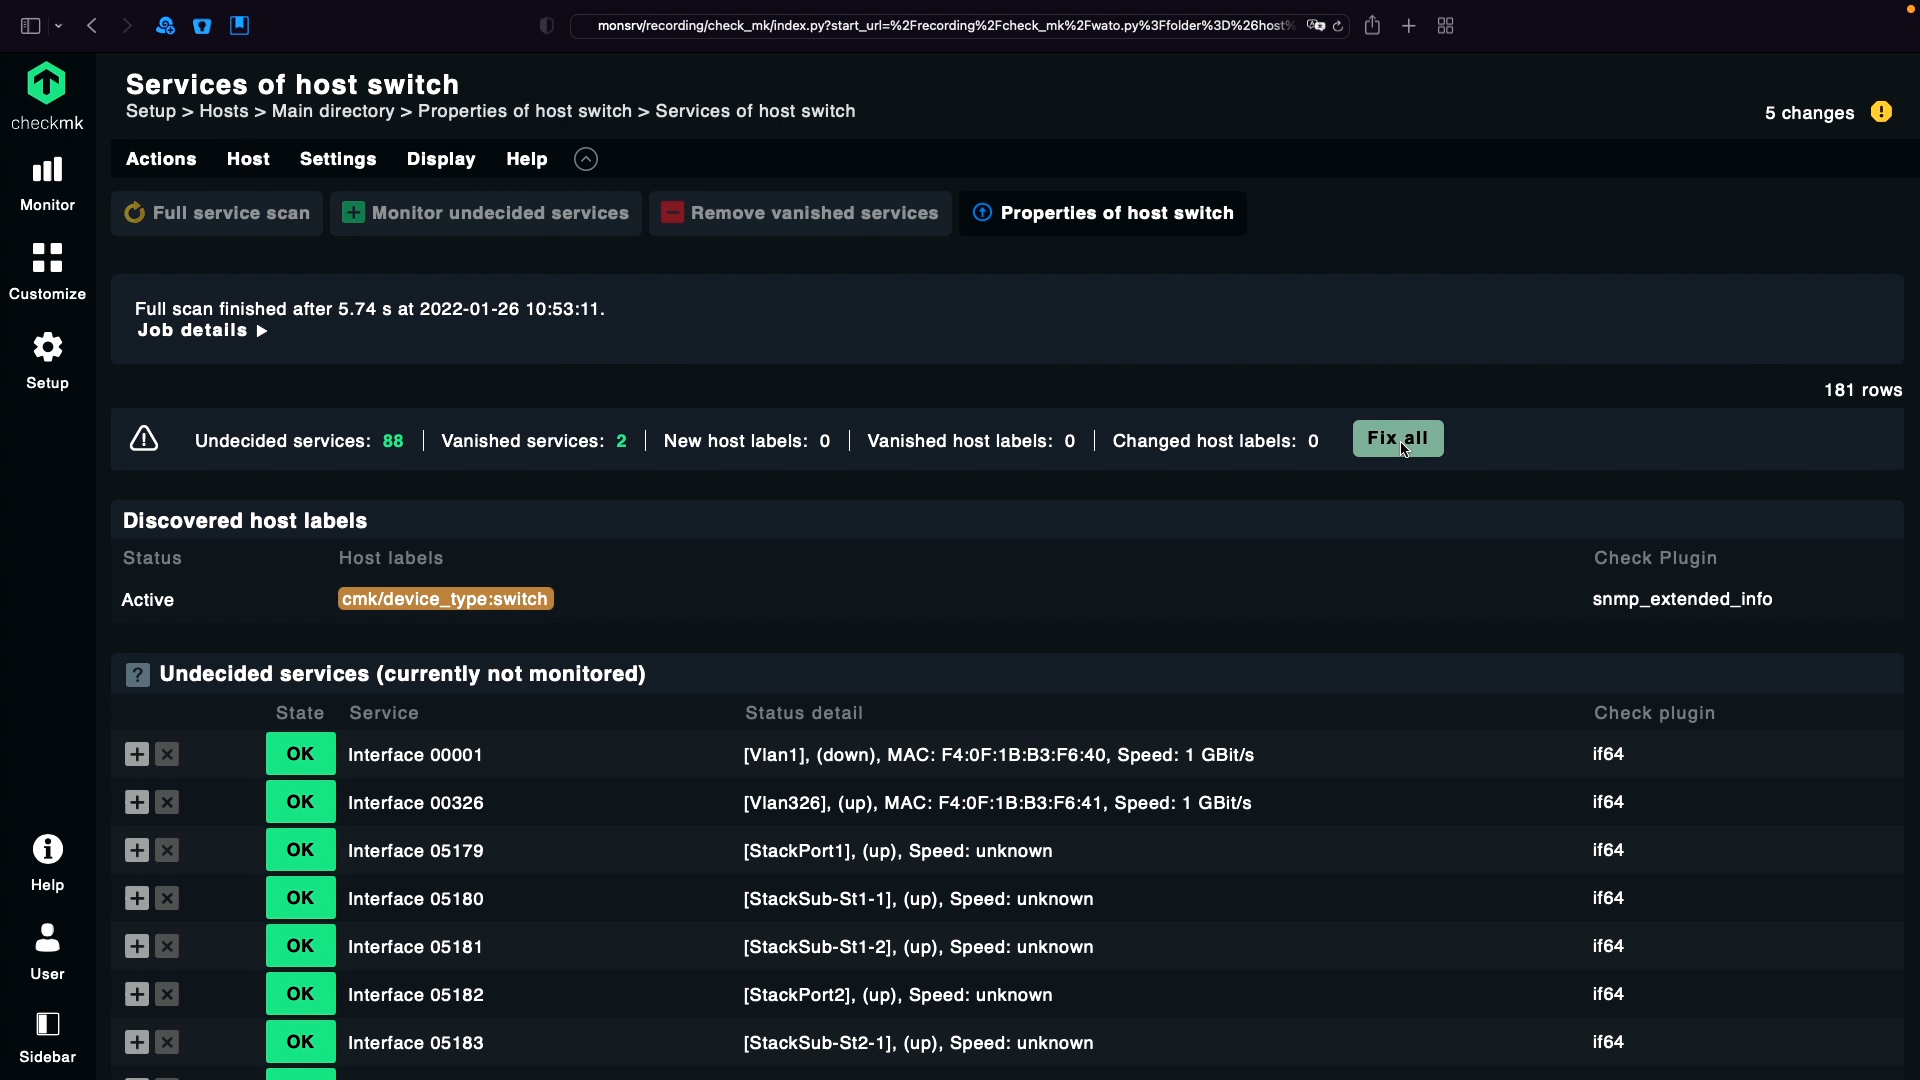 monsrv/recording/check_mk/index.py?start_url=%2Frecording%2Fcheck_mk%2Fwato.py%3Ffolder%3D%26host%
checkmk
Monitor
Customize
Setup
Help
User
Sidebar
Services of host switch
Setup > Hosts > Main directory > Properties of host switch > Services of host switch
5 changes
Actions Host Settings Display Help
Full service scan Monitor undecided services Remove vanished services Properties of host switch
Full scan finished after 5.74 s at 2022-01-26 10:53:11.
Job details
181 rows
Undecided services: 88 | Vanished services: 2 | New host labels: 0 | Vanished host labels: 0 | Changed host labels: 0 Fix all
Discovered host labels
Status Host labels Check Plugin
Active cmk/device_type:switch snmp_extended_info
? Undecided services (currently not monitored)
State Service Status detail Check plugin
OK Interface 00001 [Vlan1], (down), MAC: F4:0F:1B:B3:F6:40, Speed: 1 GBit/s if64
OK Interface 00326 [Vlan326], (up), MAC: F4:0F:1B:B3:F6:41, Speed: 1 GBit/s if64
OK Interface 05179 [StackPort1], (up), Speed: unknown if64
OK Interface 05180 [StackSub-St1-1], (up), Speed: unknown if64
OK Interface 05181 [StackSub-St1-2], (up), Speed: unknown if64
OK Interface 05182 [StackPort2], (up), Speed: unknown if64
OK Interface 05183 [StackSub-St2-1], (up), Speed: unknown if64